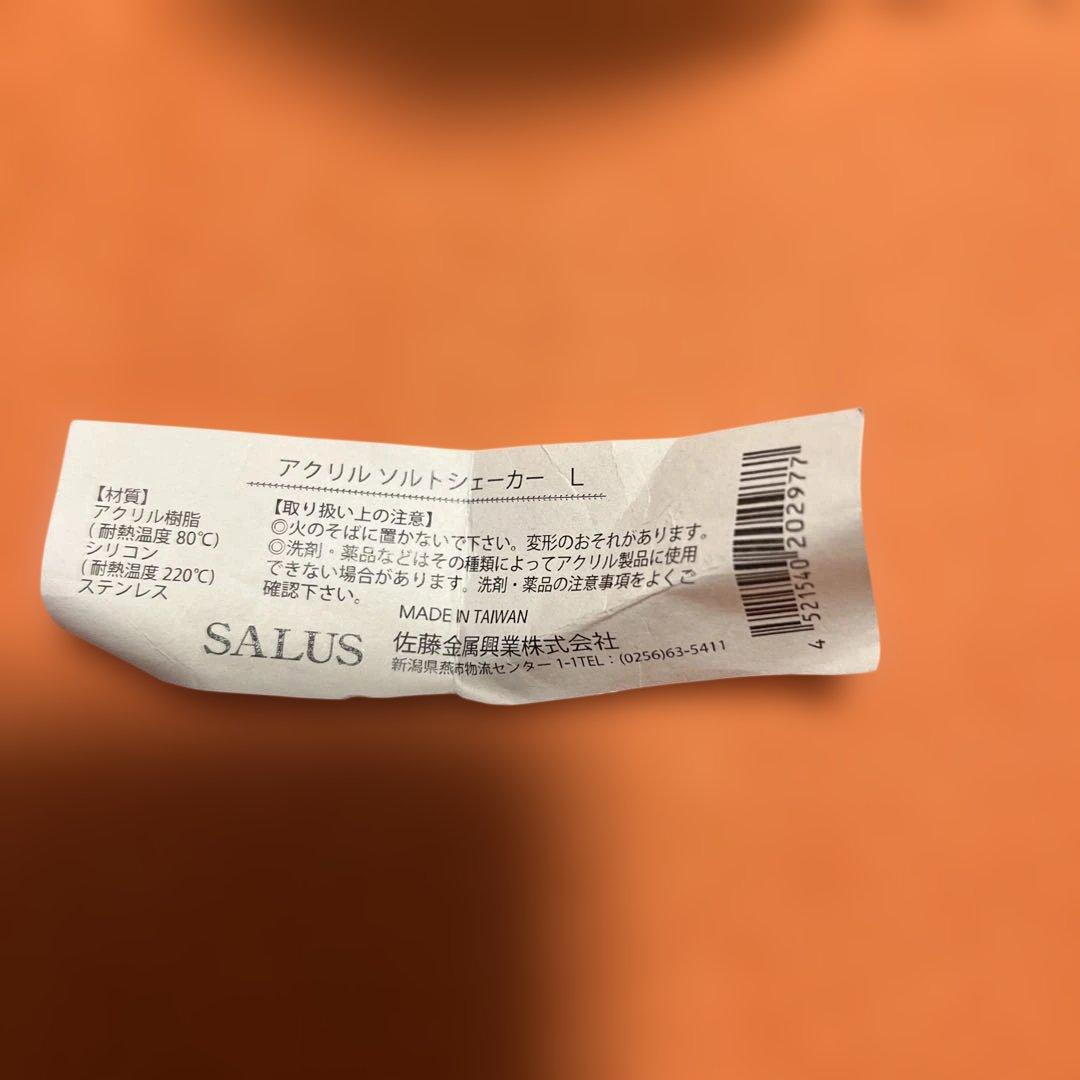 アクリル ソルトシェーカー L
【材質】
アクリル樹脂
(耐熱温度 80℃)
シリコン
(耐熱温度 220℃)
ステンレス
【取り扱い上の注意】
◎火のそばに置かないで下さい。変形のおそれがあります。
◎洗剤・薬品などはその種類によってアクリル製品に使用
できない場合があります。洗剤・薬品の注意事項をよくご
確認下さい。
MADE IN TAIWAN
SALUS
佐藤金属興業株式会社
新潟県燕市物流センター 1-1TEL:(0256)63-5411
4 521540 202977